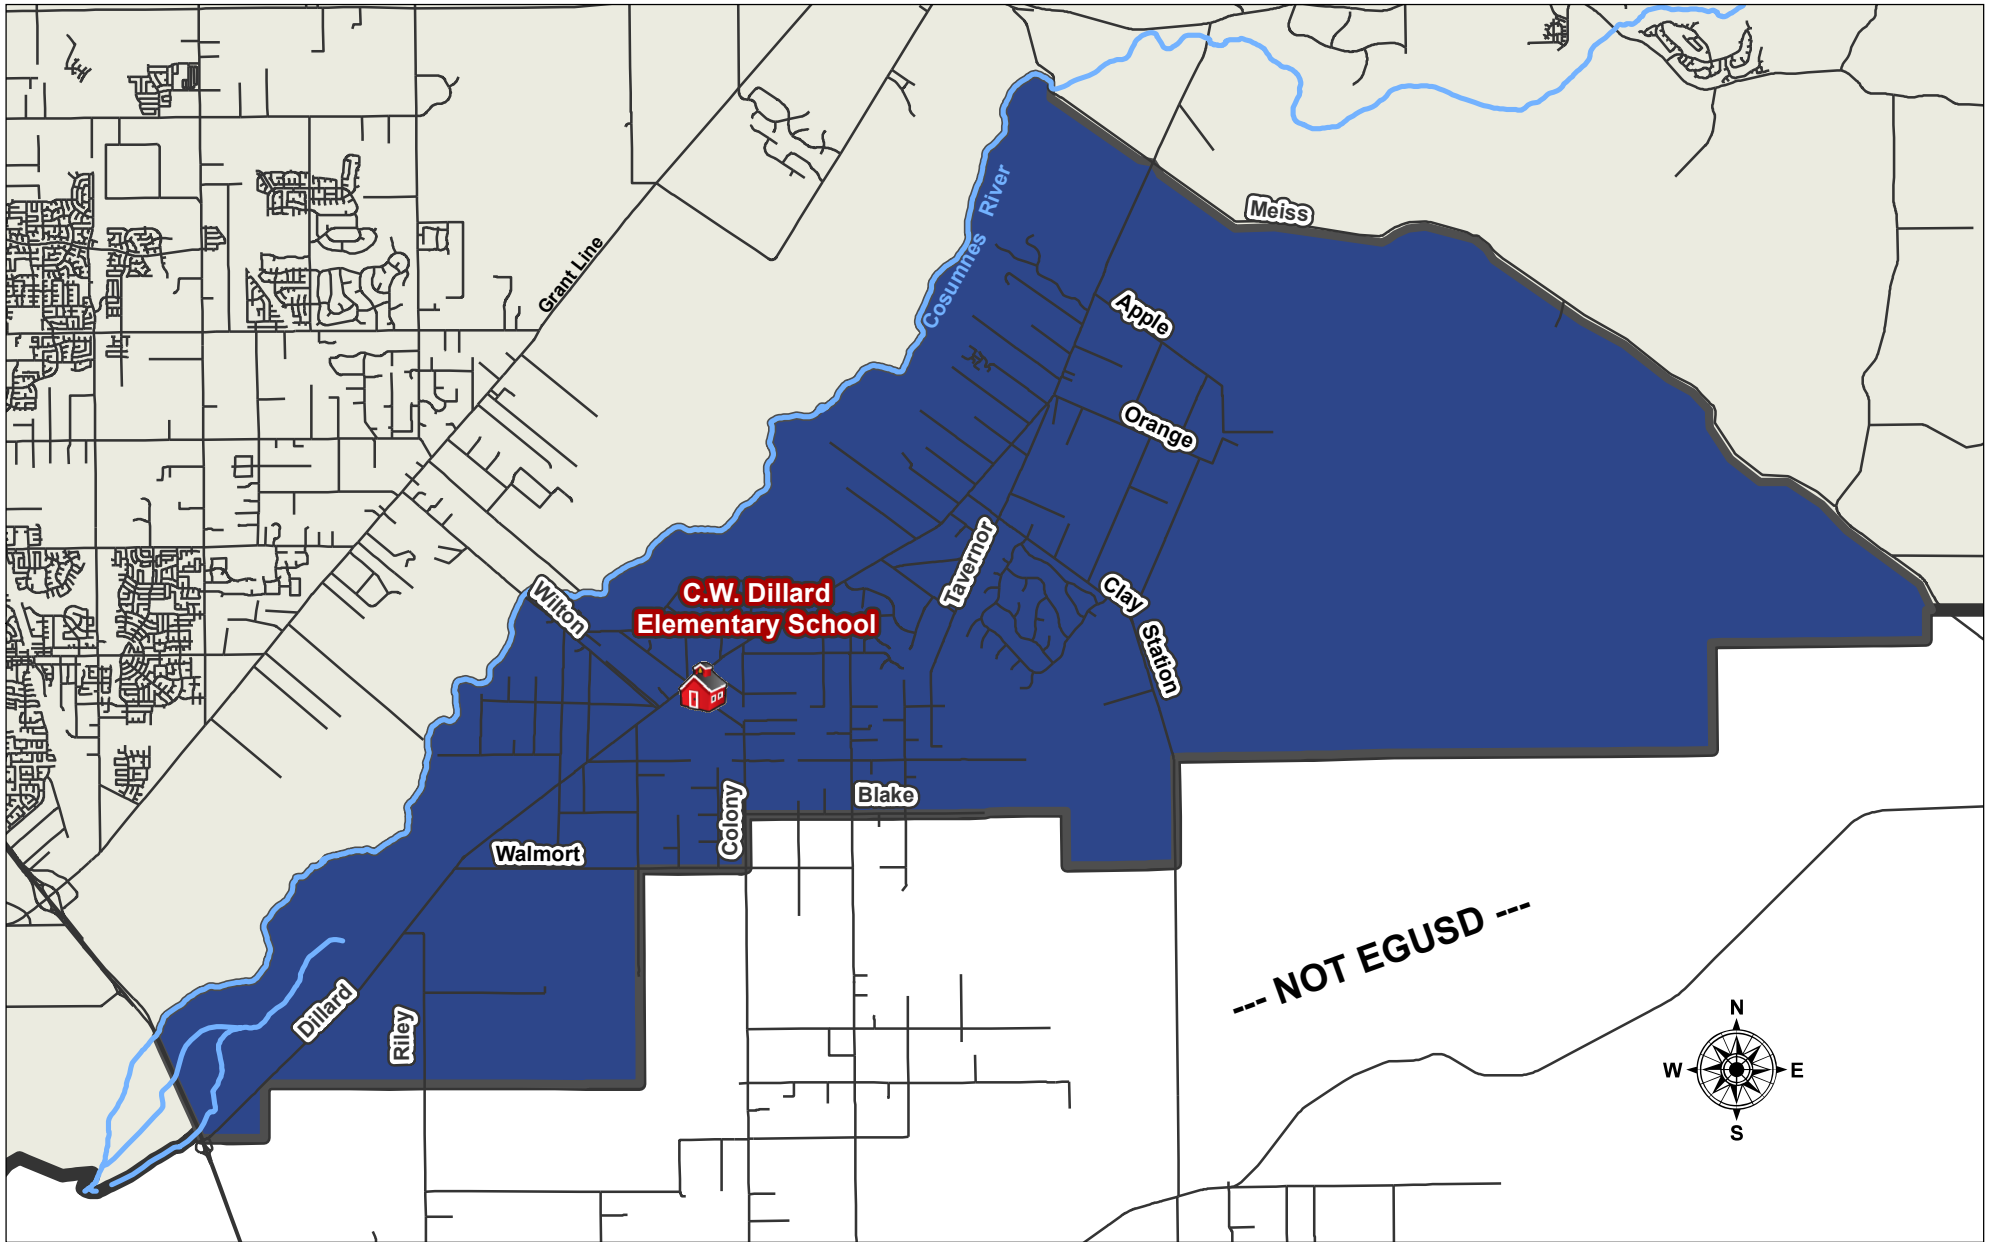 Cosumnes River
Meiss
Grant Line
Apple
Orange
Tavernor
Wilton
C.W. Dillard
Elementary School
Clay
Station
Colony
Blake
Walmort
Dillard
Riley
--- NOT EGUSD ---
N
W
E
S